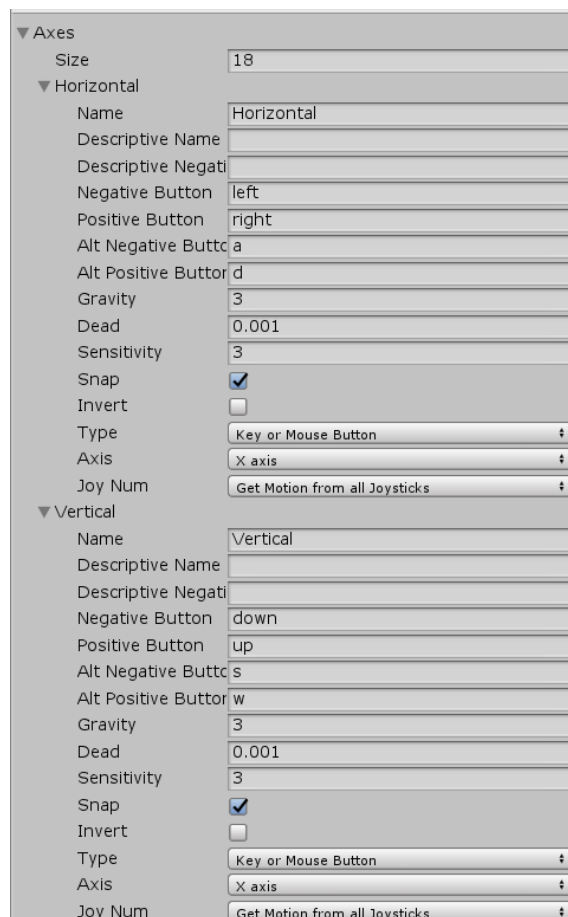 Axes
Size 18
Horizontal
Name Horizontal
Descriptive Name
Descriptive Negati
Negative Button left
Positive Button right
Alt Negative Butto a
Alt Positive Button d
Gravity 3
Dead 0.001
Sensitivity 3
Snap
Invert
Type Key or Mouse Button
Axis X axis
Joy Num Get Motion from all Joysticks
Vertical
Name Vertical
Descriptive Name
Descriptive Negati
Negative Button down
Positive Button up
Alt Negative Butto s
Alt Positive Button w
Gravity 3
Dead 0.001
Sensitivity 3
Snap
Invert
Type Key or Mouse Button
Axis X axis
Joy Num Get Motion from all Joysticks